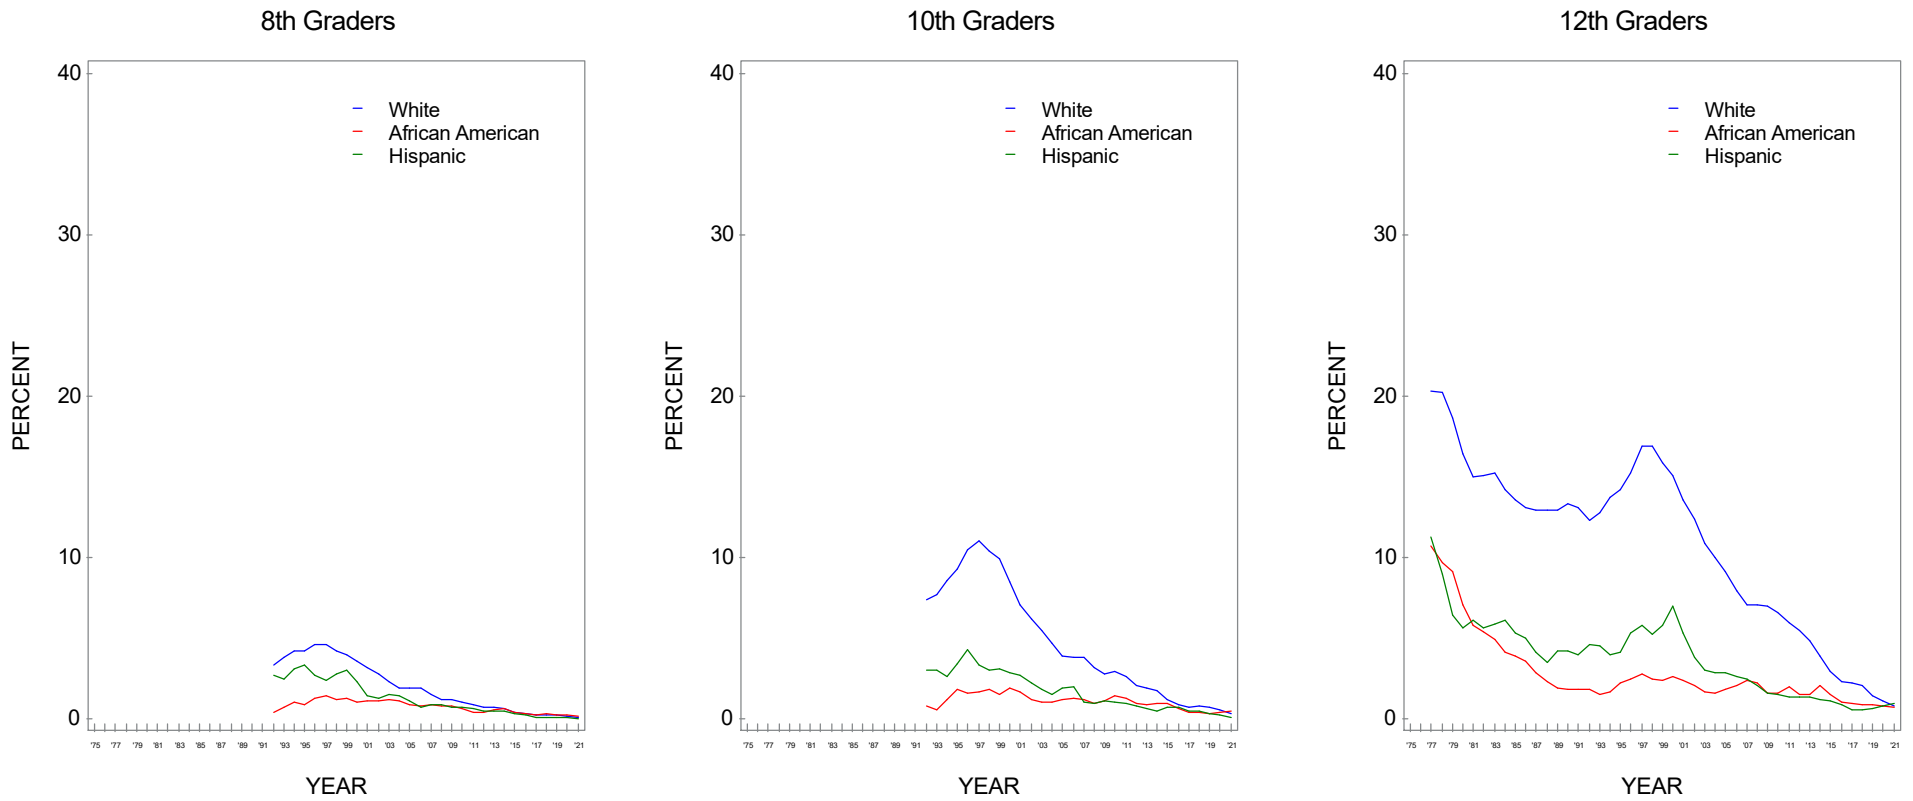 8th Graders
40
30
20
10
0
PERCENT
White
African American
Hispanic
'75 '77 '79 '81 '83 '85 '87 '89 '91 '93 '95 '97 '99 '01 '03 '05 '07 '09 '11 '13 '15 '17 '19 '21
YEAR
10th Graders
40
30
20
10
0
PERCENT
White
African American
Hispanic
'75 '77 '79 '81 '83 '85 '87 '89 '91 '93 '95 '97 '99 '01 '03 '05 '07 '09 '11 '13 '15 '17 '19 '21
YEAR
12th Graders
40
30
20
10
0
PERCENT
White
African American
Hispanic
'75 '77 '79 '81 '83 '85 '87 '89 '91 '93 '95 '97 '99 '01 '03 '05 '07 '09 '11 '13 '15 '17 '19 '21
YEAR